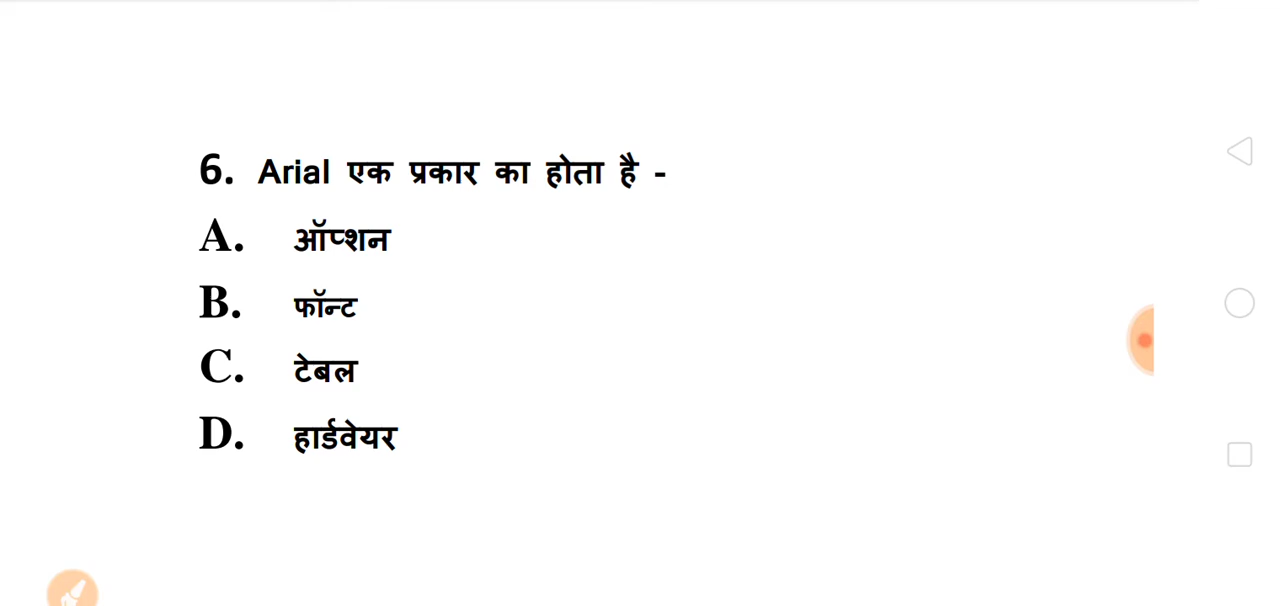 6. Arial एक प्रकार का होता है -
A. ऑप्शन
B. फॉन्ट
C. टेबल
D. हार्डवेयर